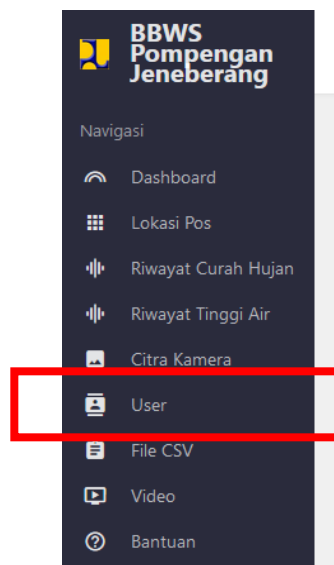 BBWS
Pompengan
Jeneberang
Navigasi
Dashboard
Lokasi Pos
Riwayat Curah Hujan
Riwayat Tinggi Air
Citra Kamera
User
File CSV
Video
Bantuan